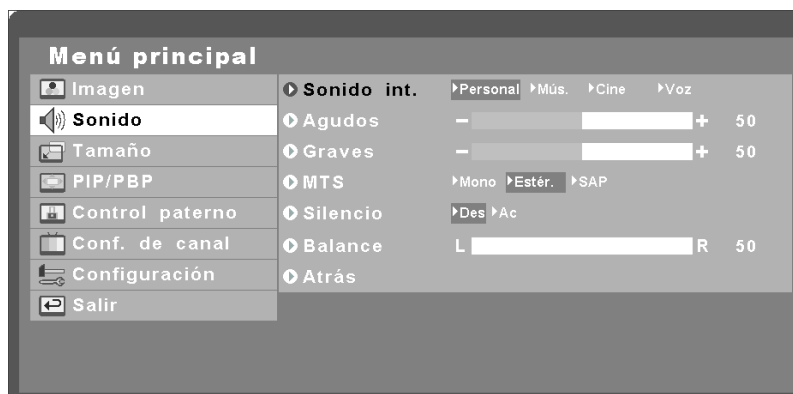 Menú principal
Imagen
Sonido
Tamaño
PIP/PBP
Control paterno
Conf. de canal
Configuración
Salir
Sonido int. Personal Mús. Cine Voz
Agudos − + 50
Graves − + 50
MTS Mono Estér. SAP
Silencio Des Ac
Balance L R 50
Atrás